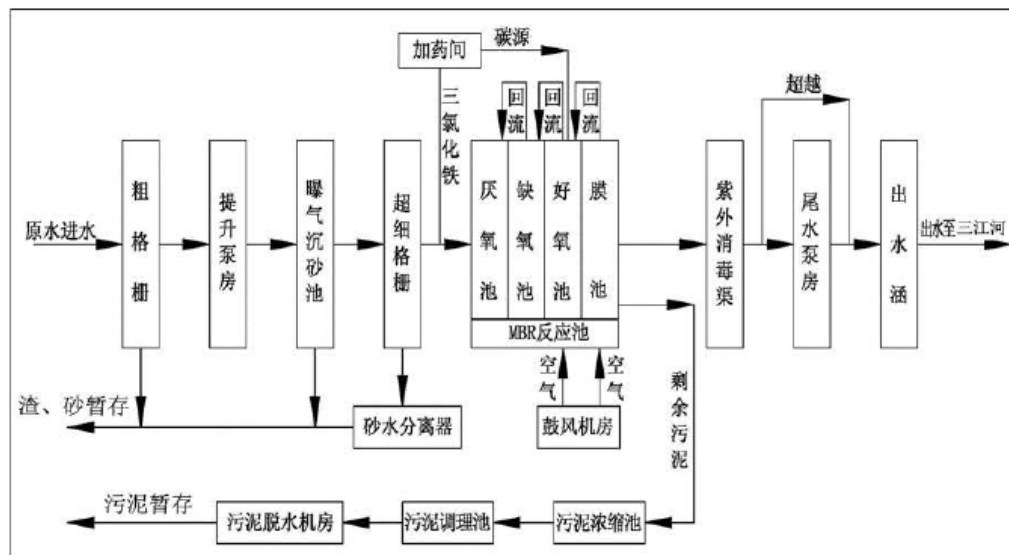 加药间
碳源
三氯化铁
回流
回流
回流
超越
原水进水
粗格栅
提升泵房
曝气沉砂池
超细格栅
厌氧池
缺氧池
好氧池
膜池
MBR反应池
紫外消毒渠
尾水泵房
出水涵
出水至三江河
空气
空气
剩余污泥
渣、砂暂存
砂水分离器
鼓风机房
污泥暂存
污泥脱水机房
污泥调理池
污泥浓缩池